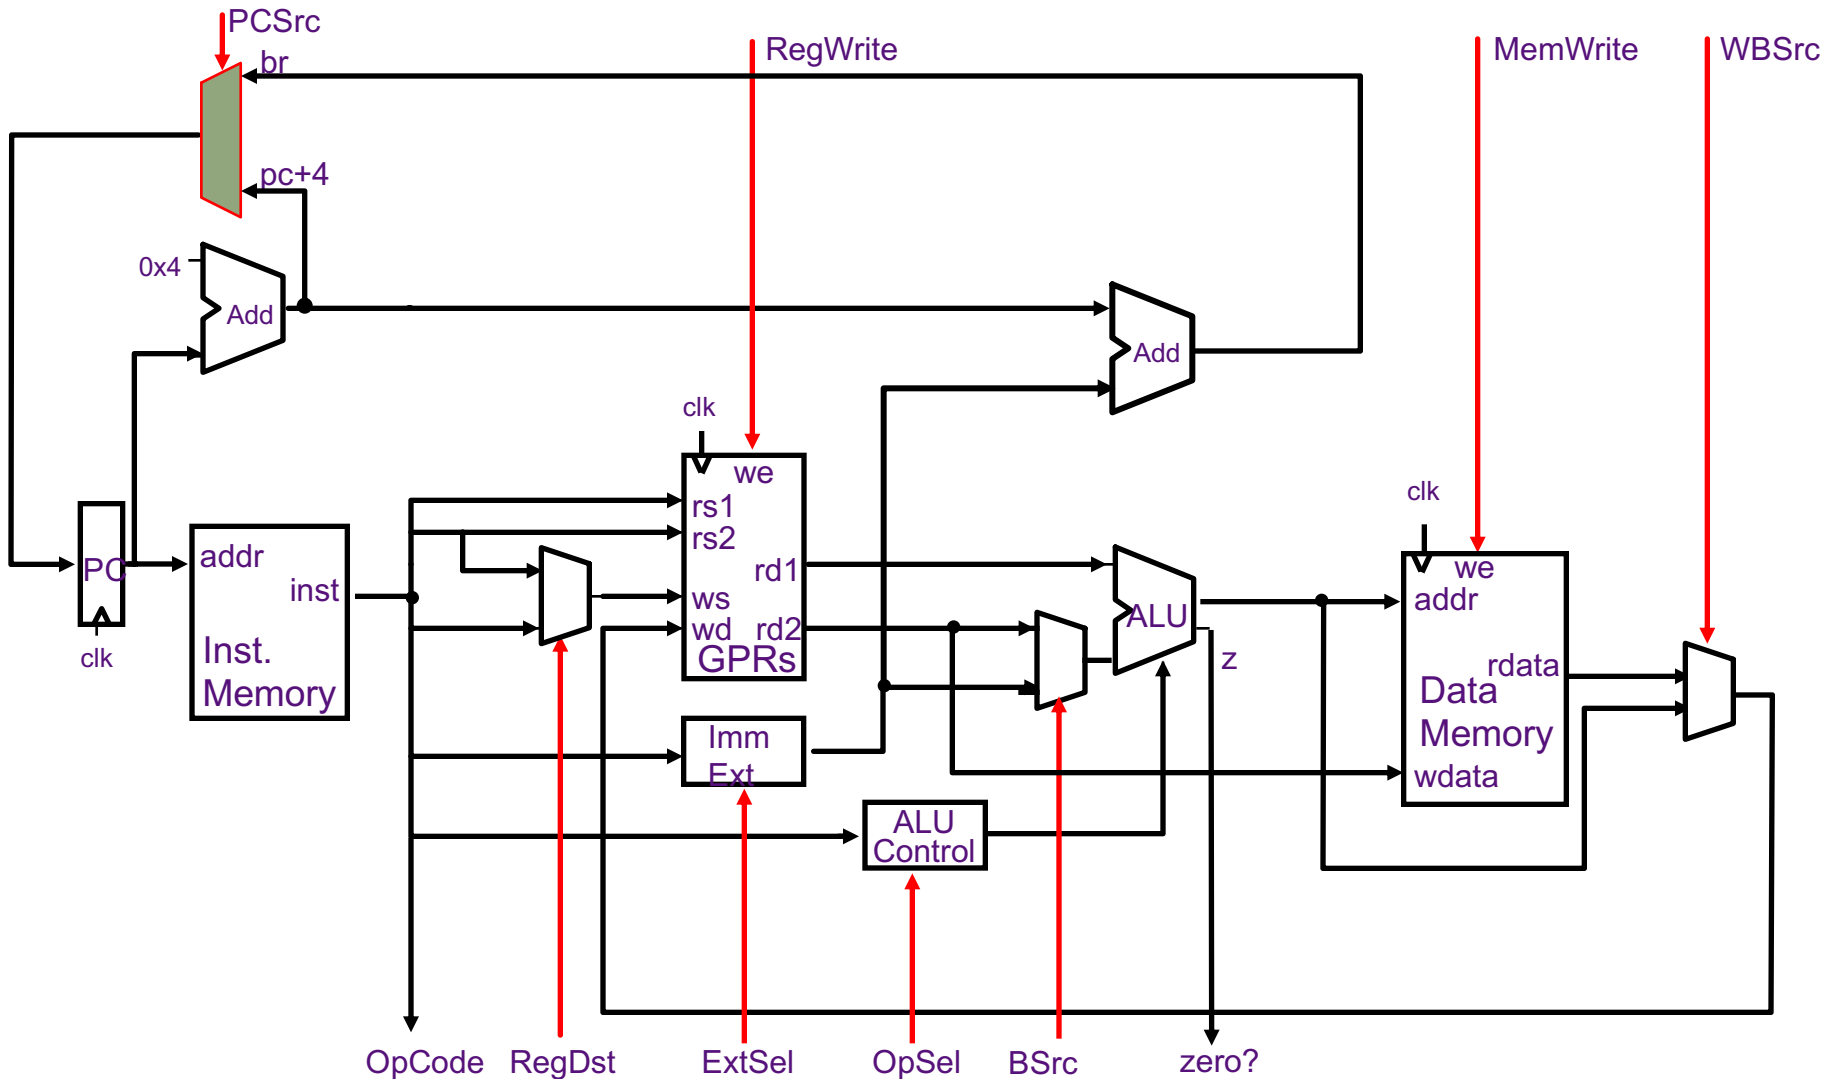 PCSrc
RegWrite
MemWrite
WBSrc
br
pc+4
0x4
Add
Add
clk
we
rs1
rs2
ws
wd
rd1
rd2
GPRs
PC
clk
addr
inst
Inst.
Memory
ALU
z
clk
we
addr
rdata
Data
Memory
wdata
Imm
Ext
ALU
Control
OpCode
RegDst
ExtSel
OpSel
BSrc
zero?